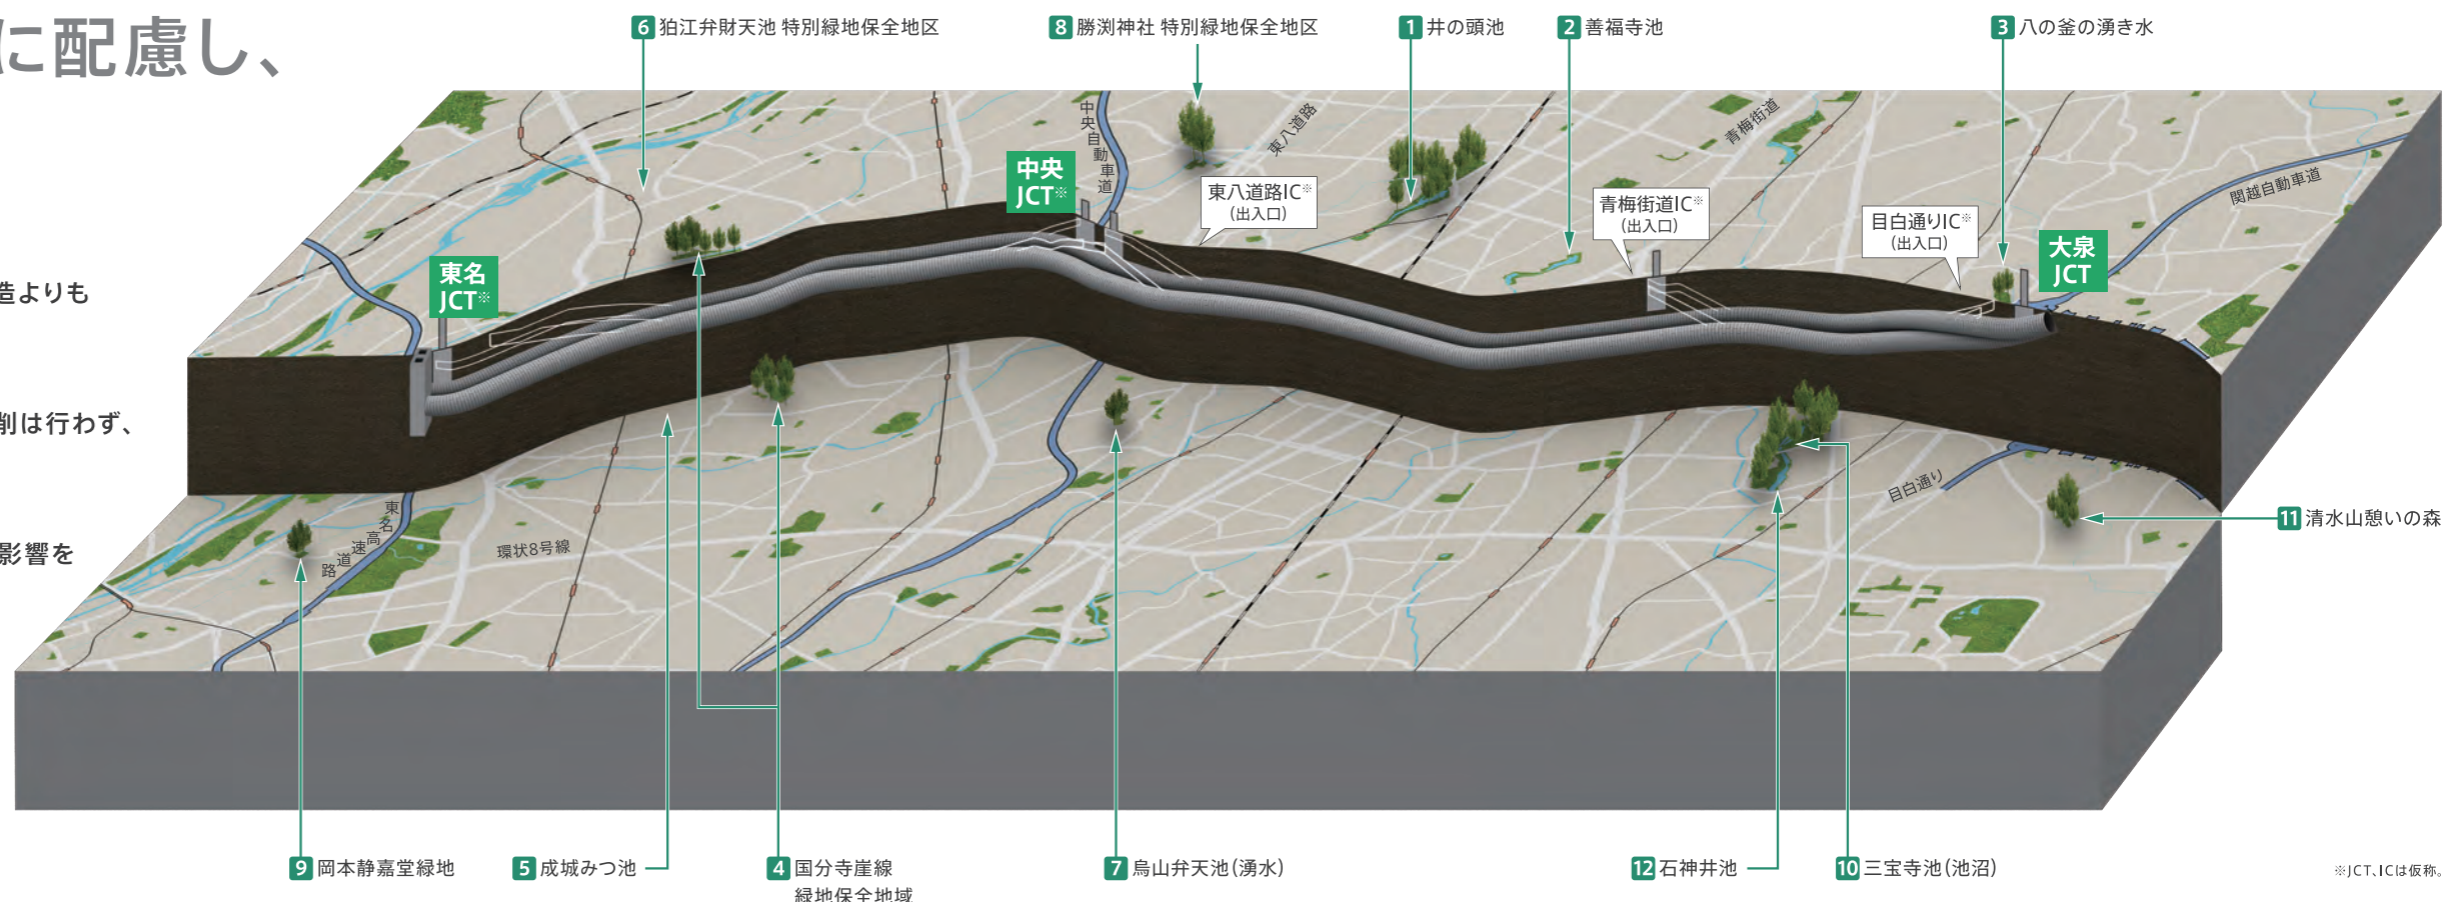 に配慮し、
6 狛江弁財天池 特別緑地保全地区
8 勝渕神社 特別緑地保全地区
1 井の頭池
2 善福寺池
3 八の釜の湧き水
中央自動車道
東八道路
青梅街道
関越自動車道
中央
JCT※
東八道路IC※
(出入口)
青梅街道IC※
(出入口)
目白通りIC※
(出入口)
大泉
JCT
東名
JCT※
造よりも
削は行わず、
影響を
東名高速道路
環状8号線
目白通り
11 清水山憩いの森
9 岡本静嘉堂緑地
5 成城みつ池
4 国分寺崖線
緑地保全地域
7 烏山弁天池(湧水)
12 石神井池
10 三宝寺池(池沼)
※JCT、ICは仮称。